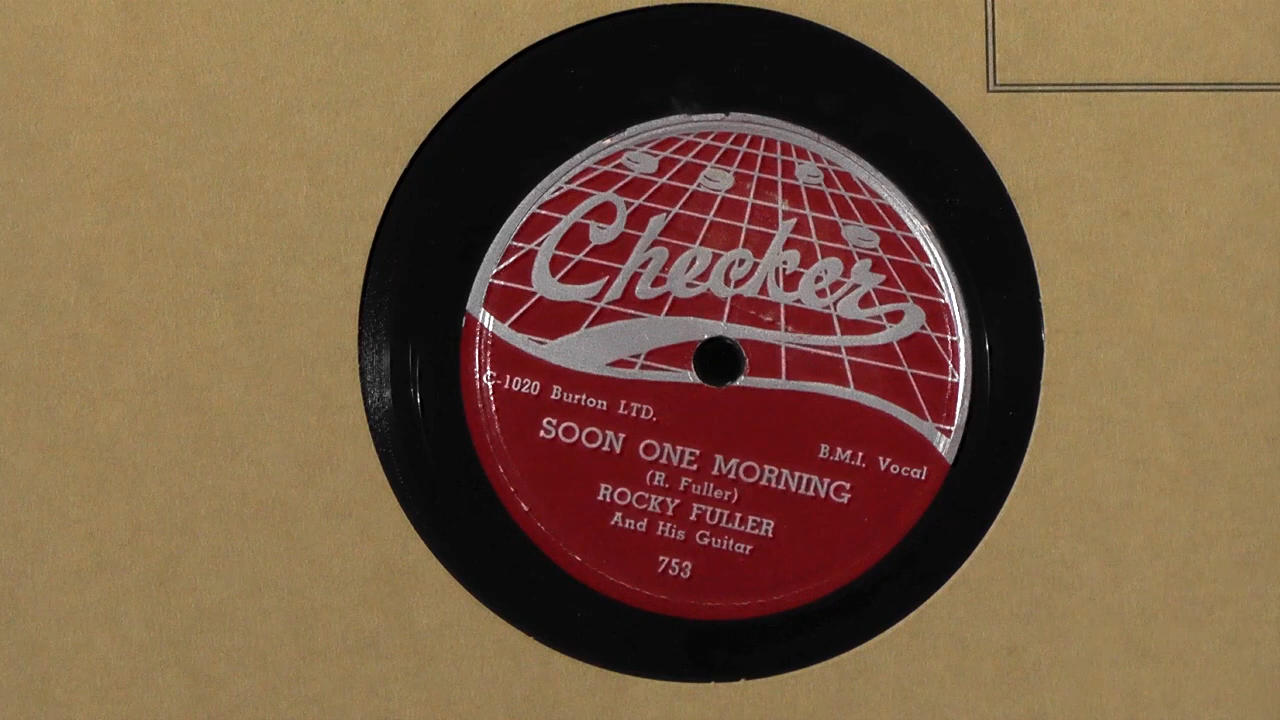 Checker
C-1020 Burton LTD.
B.M.I. Vocal
SOON ONE MORNING
(R. Fuller)
ROCKY FULLER
And His Guitar
753